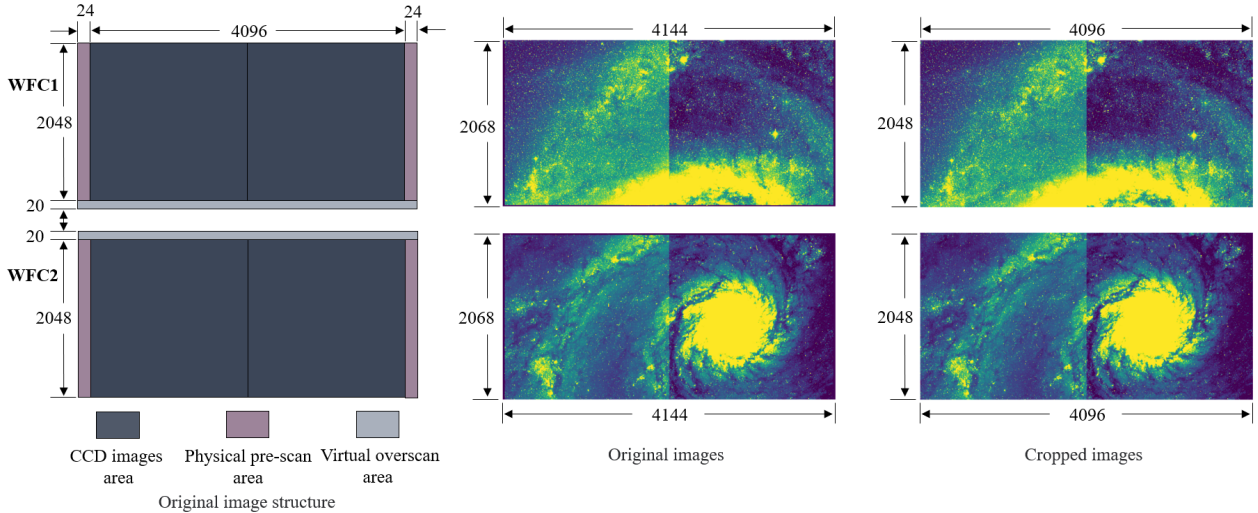 24
24
4096
WFC1
2048
20
20
WFC2
2048
CCD images
area
Physical pre-scan
area
Virtual overscan
area
Original image structure
4144
2068
2068
4144
Original images
4096
2048
2048
4096
Cropped images